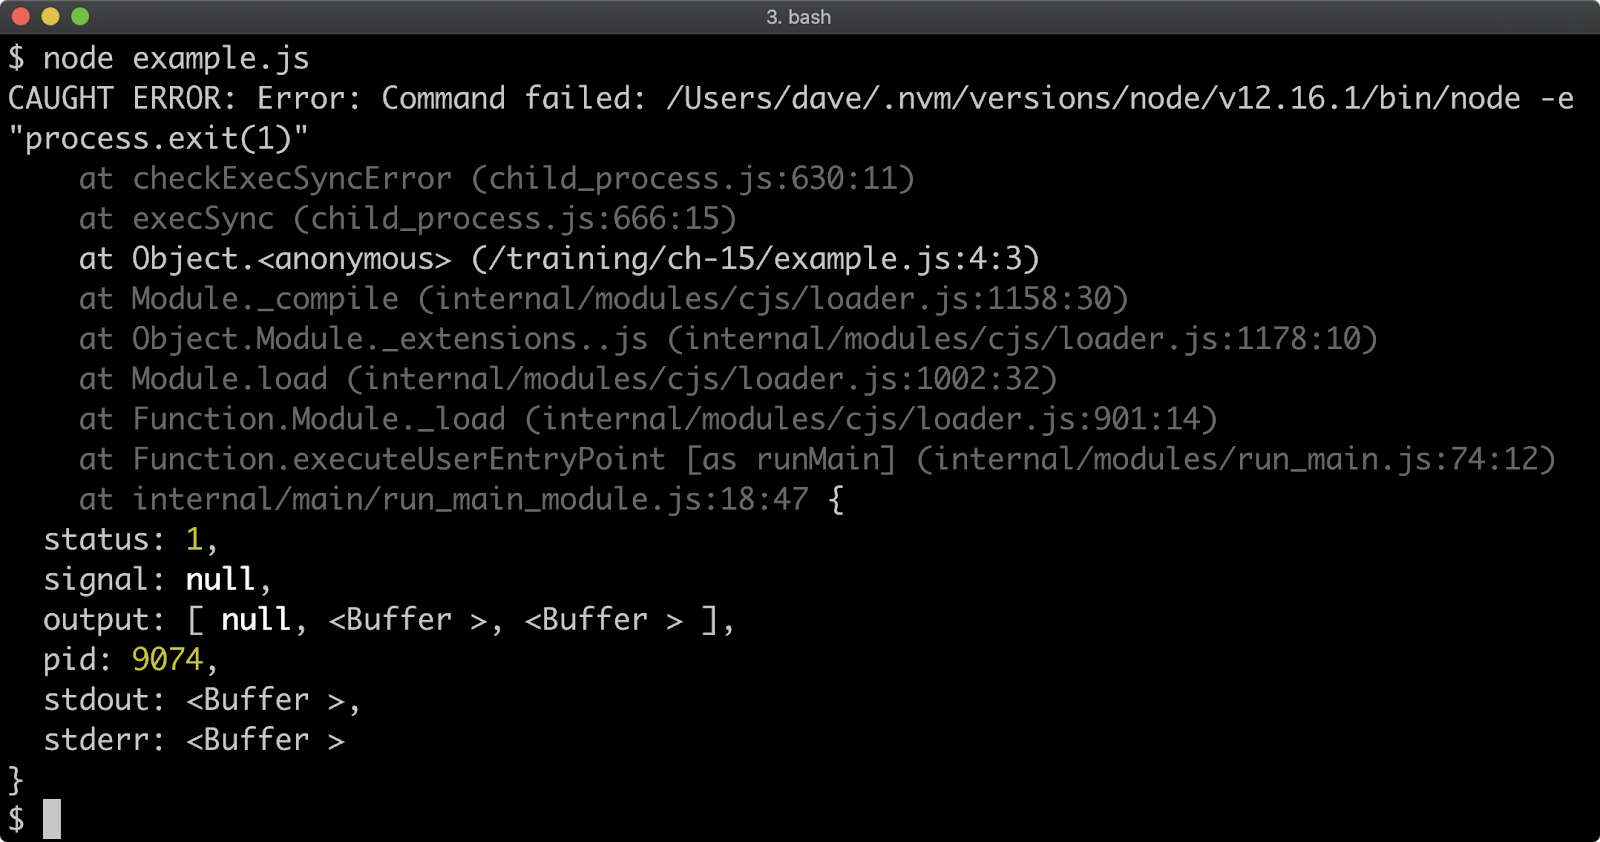 3. bash
$ node example.js
CAUGHT ERROR: Error: Command failed: /Users/dave/.nvm/versions/node/v12.16.1/bin/node -e
"process.exit(1)"
    at checkExecSyncError (child_process.js:630:11)
    at execSync (child_process.js:666:15)
    at Object.<anonymous> (/training/ch-15/example.js:4:3)
    at Module._compile (internal/modules/cjs/loader.js:1158:30)
    at Object.Module._extensions..js (internal/modules/cjs/loader.js:1178:10)
    at Module.load (internal/modules/cjs/loader.js:1002:32)
    at Function.Module._load (internal/modules/cjs/loader.js:901:14)
    at Function.executeUserEntryPoint [as runMain] (internal/modules/run_main.js:74:12)
    at internal/main/run_main_module.js:18:47 {
  status: 1,
  signal: null,
  output: [ null, <Buffer >, <Buffer > ],
  pid: 9074,
  stdout: <Buffer >,
  stderr: <Buffer >
}
$